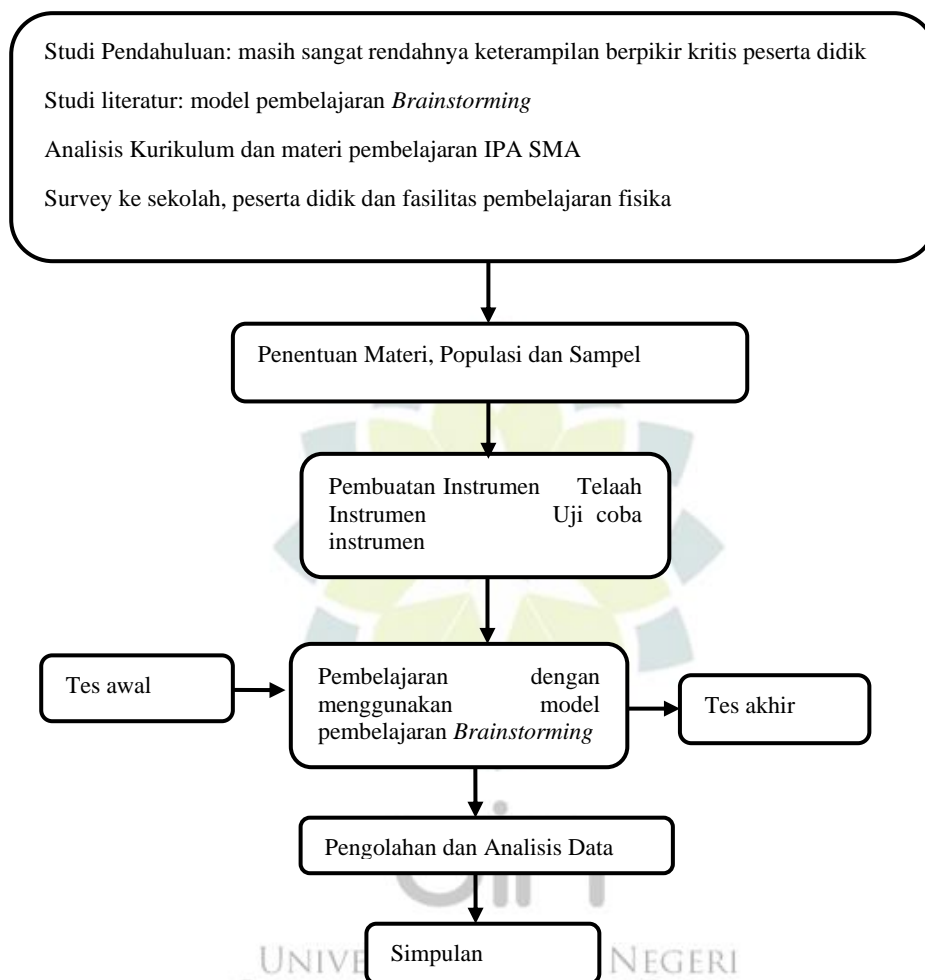 Studi Pendahuluan: masih sangat rendahnya keterampilan berpikir kritis peserta didik
Studi literatur: model pembelajaran Brainstorming
Analisis Kurikulum dan materi pembelajaran IPA SMA
Survey ke sekolah, peserta didik dan fasilitas pembelajaran fisika
Penentuan Materi, Populasi dan Sampel
Pembuatan Instrumen Telaah
Instrumen Uji coba
instrumen
Tes awal
Pembelajaran dengan
menggunakan model
pembelajaran Brainstorming
Tes akhir
Pengolahan dan Analisis Data
Simpulan
NEGERI